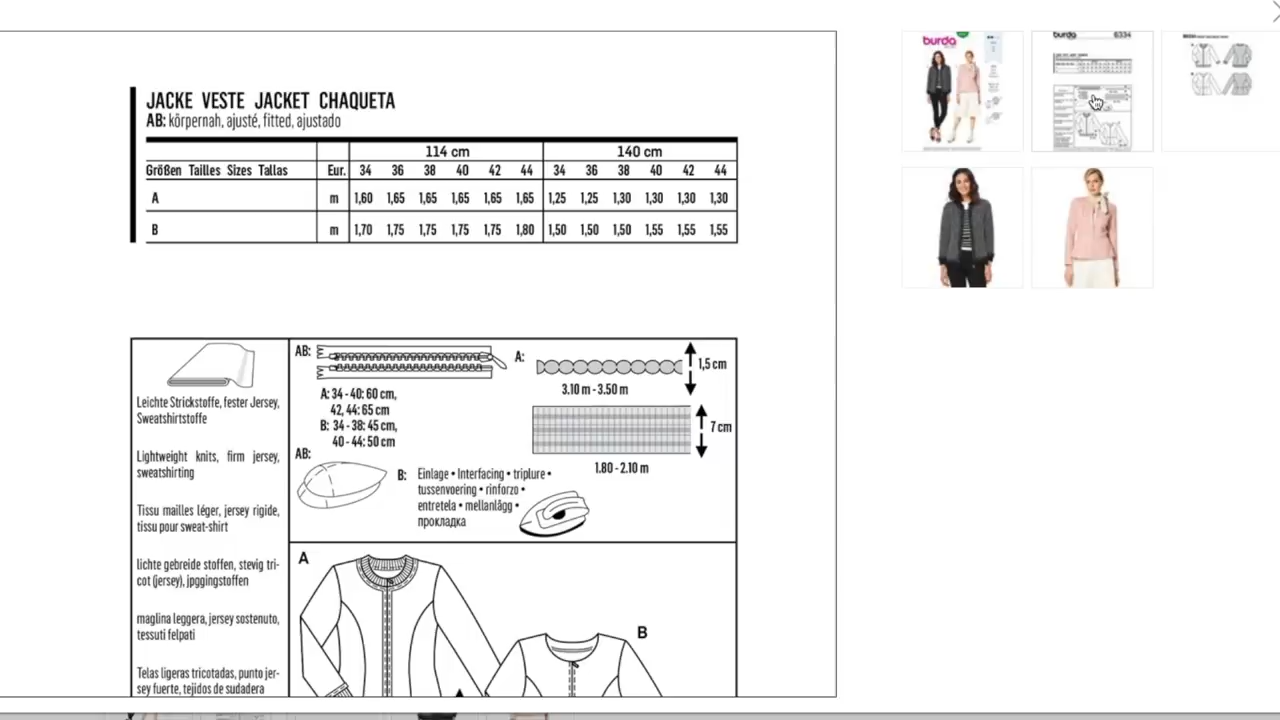 JACKE VESTE JACKET CHAQUETA
AB: körpernah, ajusté, fitted, ajustado
114 cm 140 cm
Größen Tailles Sizes Tallas Eur. 34 36 38 40 42 44 34 36 38 40 42 44
A m 1,60 1,65 1,65 1,65 1,65 1,65 1,25 1,25 1,30 1,30 1,30 1,30
B m 1,70 1,75 1,75 1,75 1,75 1,80 1,50 1,50 1,50 1,55 1,55 1,55
Leichte Strickstoffe, fester Jersey,
Sweatshirtstoffe
Lightweight knits, firm jersey,
sweatshirting
Tissu mailles léger, jersey rigide,
tissu pour sweat-shirt
lichte gebreide stoffen, stevig tri-
cot (jersey), jpggingstoffen
maglina leggera, jersey sostenuto,
tessuti felpati
Telas ligeras tricotadas, punto jer-
sey fuerte, tejidos de sudadera
AB:
A: 34 - 40: 60 cm,
42, 44: 65 cm
B: 34 - 38: 45 cm,
40 - 44: 50 cm
A:
1,5 cm
3.10 m - 3.50 m
7 cm
1.80 - 2.10 m
AB:
B: Einlage • Interfacing • triplure •
tussenvoering • rinforzo •
entretela • mellanlägg •
прокладка
A
B
burda
burda 6334